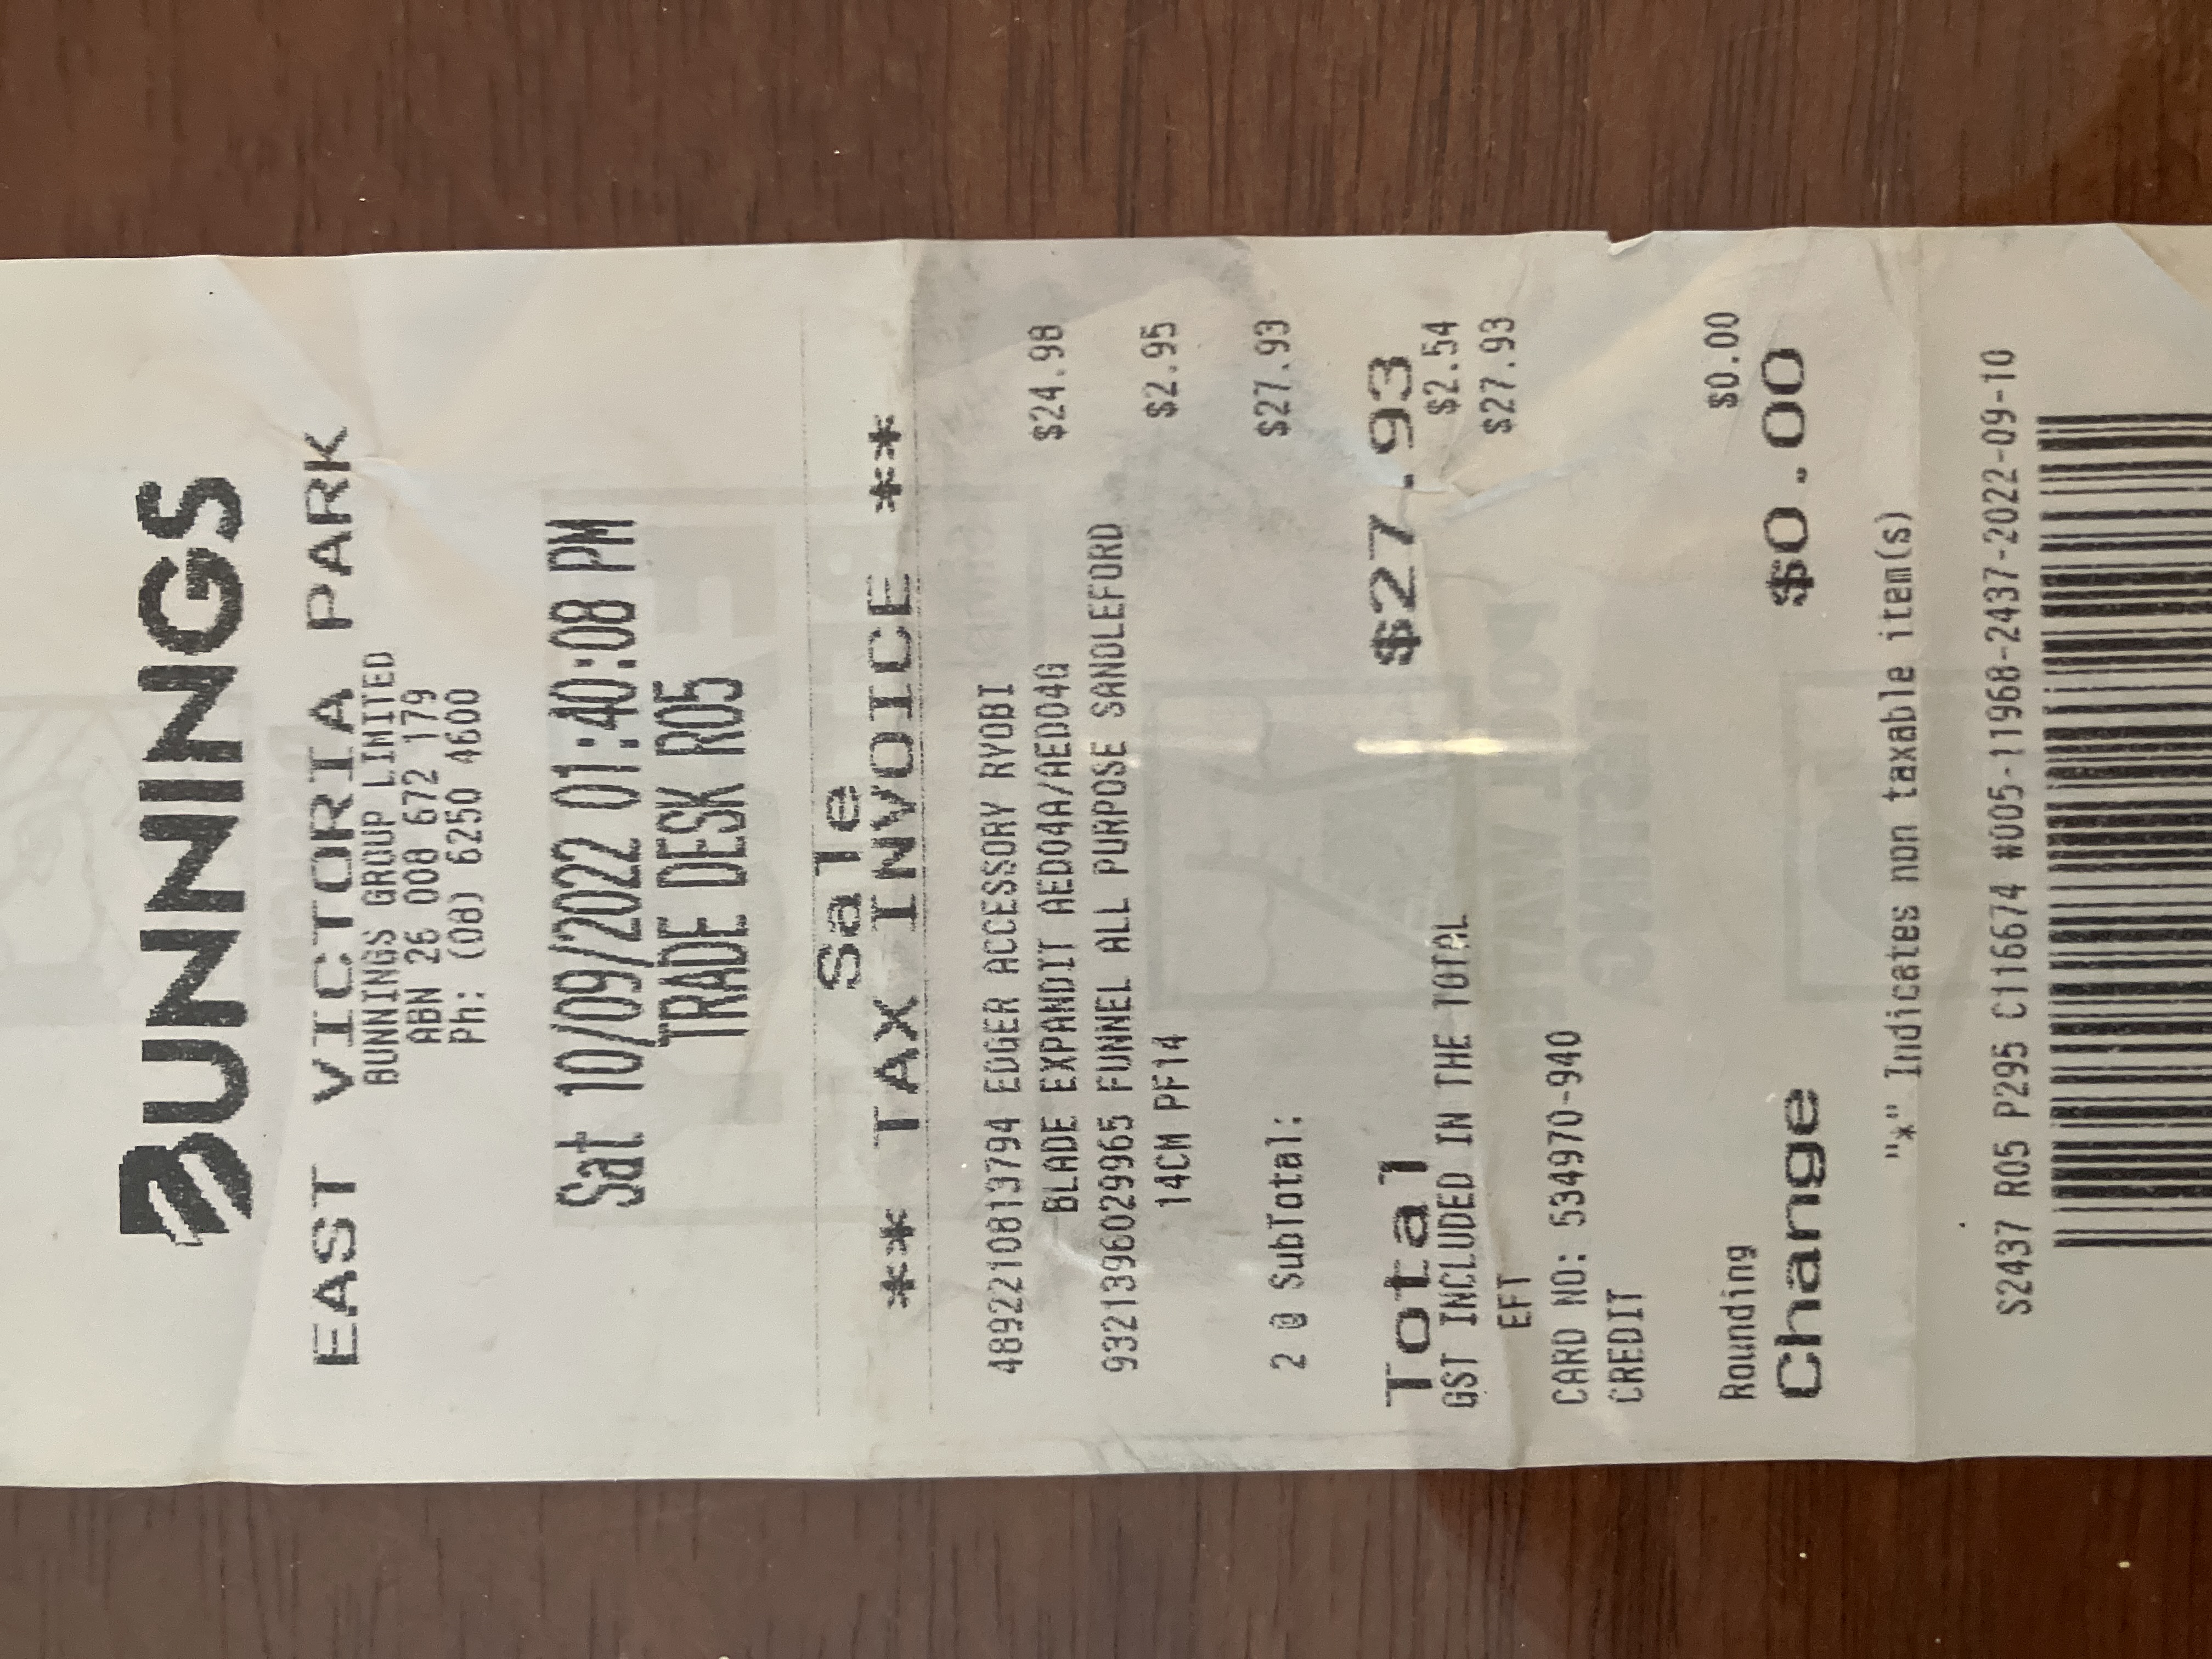 BUNNINGS
EAST VICTORIA PARK
BUNNINGS GROUP LIMITED
ABN 26 008 672 179
Ph: (08) 6250 4600
Sat 10/09/2022 01:40:08 PM
TRADE DESK R05
Sale
** TAX INVOICE **
4892210813794 EDGER ACCESSORY RYOBI
BLADE EXPANDIT AED04A/AED04G $24.98
9321396029965 FUNNEL ALL PURPOSE SANDLEFORD
14CM PF14 $2.95
2 @ SubTotal: $27.93
Total $27.93
GST INCLUDED IN THE TOTAL $2.54
EFT $27.93
CARD NO: 534970-940
CREDIT
Rounding $0.00
Change $0.00
"*" Indicates non taxable item(s)
S2437 R05 P295 C116674 #005-11968-2437-2022-09-10